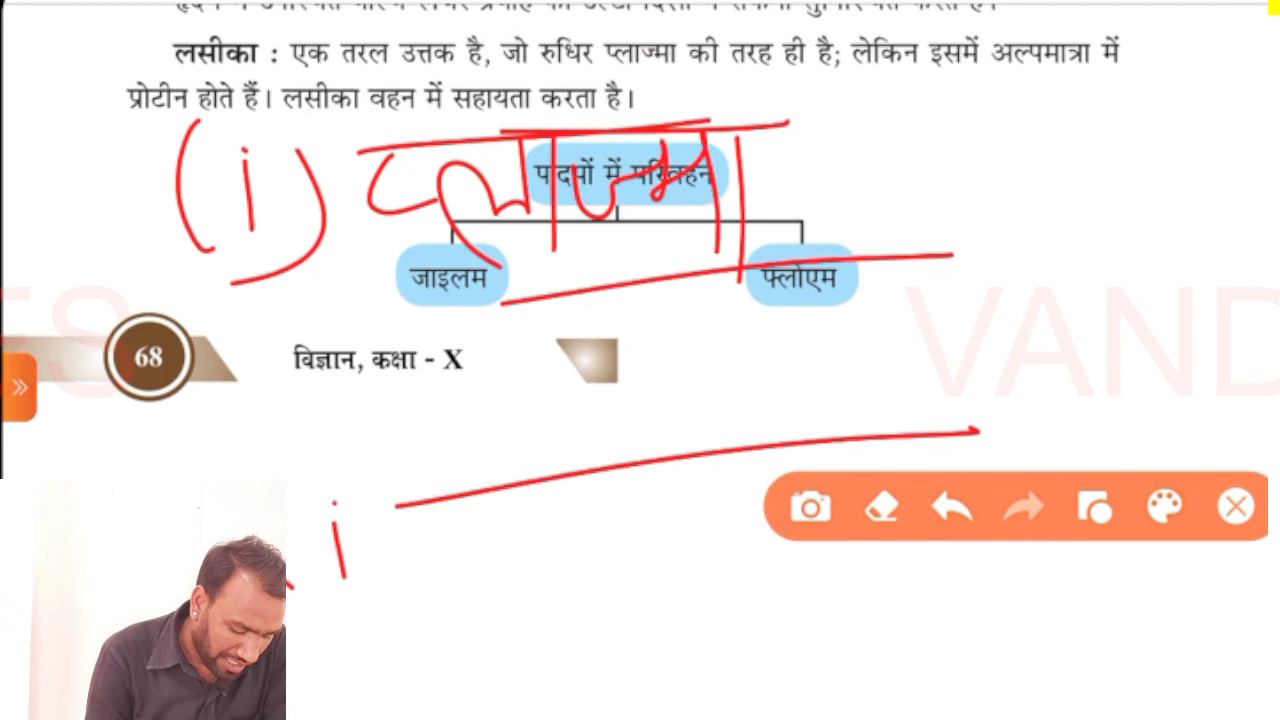 लसीका : एक तरल उत्तक है, जो रुधिर प्लाज्मा की तरह ही है; लेकिन इसमें अल्पमात्रा में
प्रोटीन होते हैं। लसीका वहन में सहायता करता है।
(i) प्लाज्मा
पादपों में परिवहन
जाइलम
फ्लोएम
VAND
68
विज्ञान, कक्षा - X
i